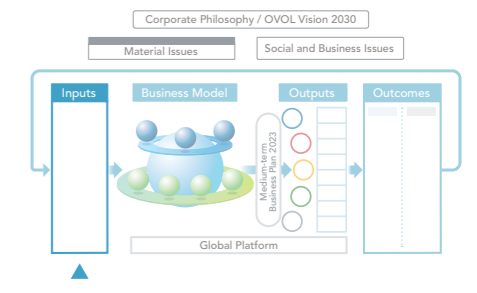 Corporate Philosophy / OVOL Vision 2030
Material Issues
Social and Business Issues
Inputs
Business Model
Outputs
Outcomes
Medium-term
Business Plan 2023
Global Platform